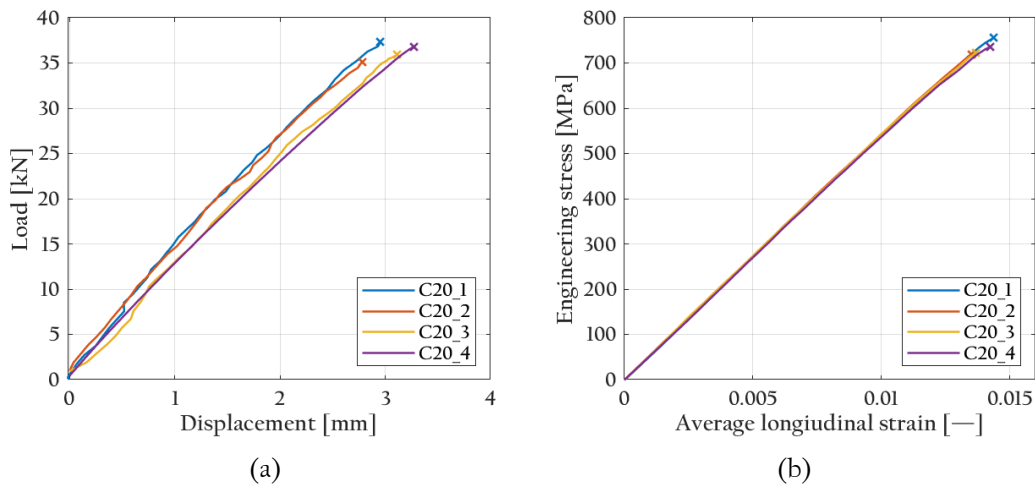 40
35
30
25
20
15
10
5
0
Load [kN]
C20_1
C20_2
C20_3
C20_4
0
1
2
3
4
Displacement [mm]
(a)
800
700
600
500
400
300
200
100
0
Engineering stress [MPa]
C20_1
C20_2
C20_3
C20_4
0
0.005
0.01
0.015
Average longiudinal strain [—]
(b)